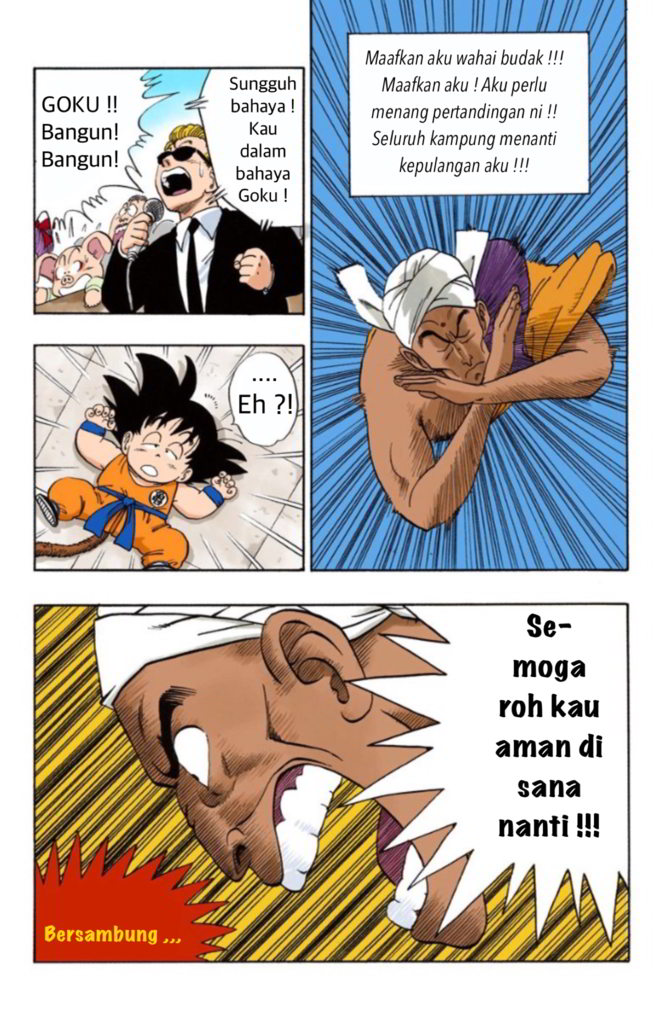 GOKU !!
Bangun!
Bangun!
Sungguh
bahaya !
Kau
dalam
bahaya
Goku !
Maafkan aku wahai budak !!!
Maafkan aku ! Aku perlu
menang pertandingan ni !!
Seluruh kampung menanti
kepulangan aku !!!
....
Eh ?!
Se-
moga
roh kau
aman di
sana
nanti !!!
Bersambung ,,,